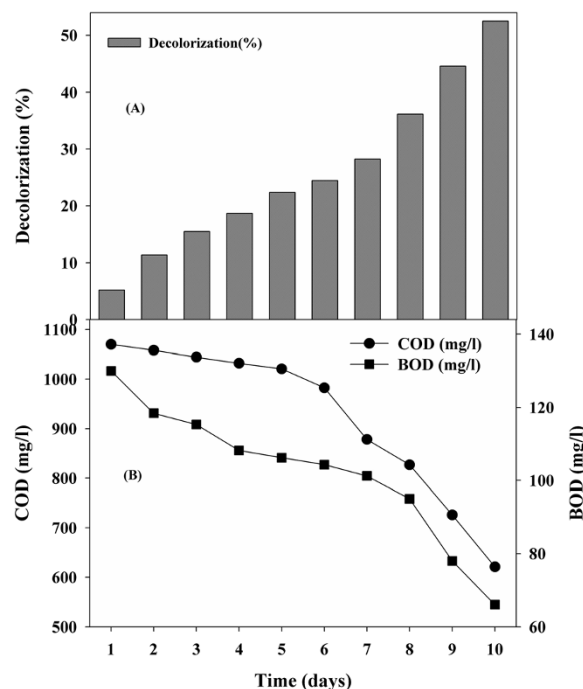 50
Decolorization(%)
40
(A)
30
20
10
0
Decolorization (%)
1100
140
COD (mg/l)
BOD (mg/l)
1000
120
900
100
800
(B)
700
80
600
500
60
COD (mg/l)
BOD (mg/l)
1 2 3 4 5 6 7 8 9 10
Time (days)